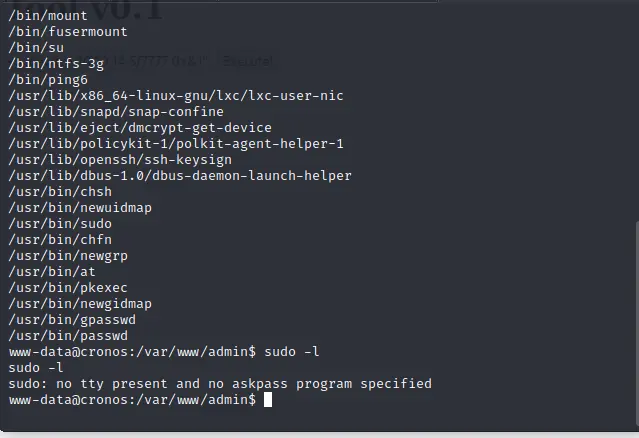 Tool v0.1
/bin/mount
/bin/fusermount
/bin/su
/bin/ntfs-3g
/bin/ping6
/usr/lib/x86_64-linux-gnu/lxc/lxc-user-nic
/usr/lib/snapd/snap-confine
/usr/lib/eject/dmcrypt-get-device
/usr/lib/policykit-1/polkit-agent-helper-1
/usr/lib/openssh/ssh-keysign
/usr/lib/dbus-1.0/dbus-daemon-launch-helper
/usr/bin/chsh
/usr/bin/newuidmap
/usr/bin/sudo
/usr/bin/chfn
/usr/bin/newgrp
/usr/bin/at
/usr/bin/pkexec
/usr/bin/newgidmap
/usr/bin/gpasswd
/usr/bin/passwd
www-data@cronos:/var/www/admin$ sudo -l
sudo -l
sudo: no tty present and no askpass program specified
www-data@cronos:/var/www/admin$